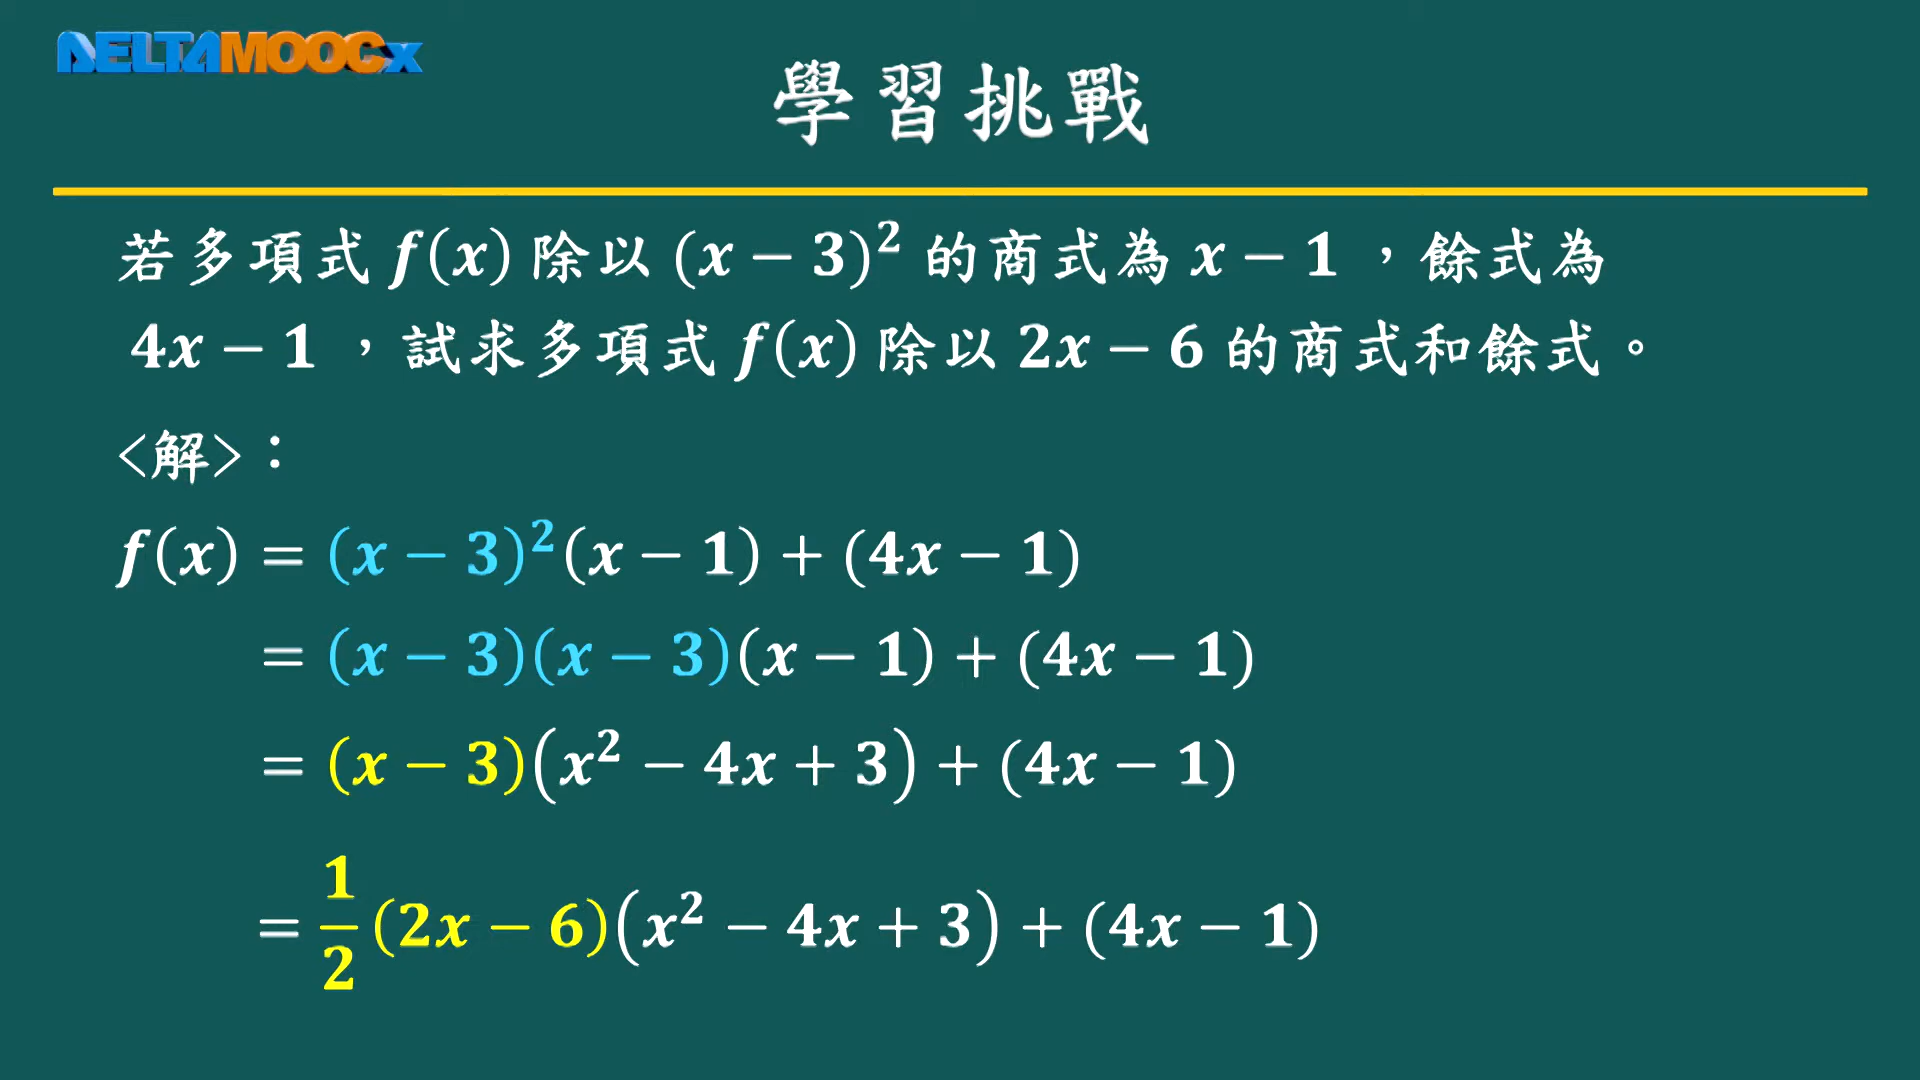 DELTAMOOCx
學習挑戰
若多項式 f(x) 除以 (x − 3)² 的商式為 x − 1 ，餘式為
4x − 1 ，試求多項式 f(x) 除以 2x − 6 的商式和餘式。
<解>：
f(x) = (x − 3)²(x − 1) + (4x − 1)
= (x − 3)(x − 3)(x − 1) + (4x − 1)
= (x − 3)(x² − 4x + 3) + (4x − 1)
= 1/2 (2x − 6)(x² − 4x + 3) + (4x − 1)